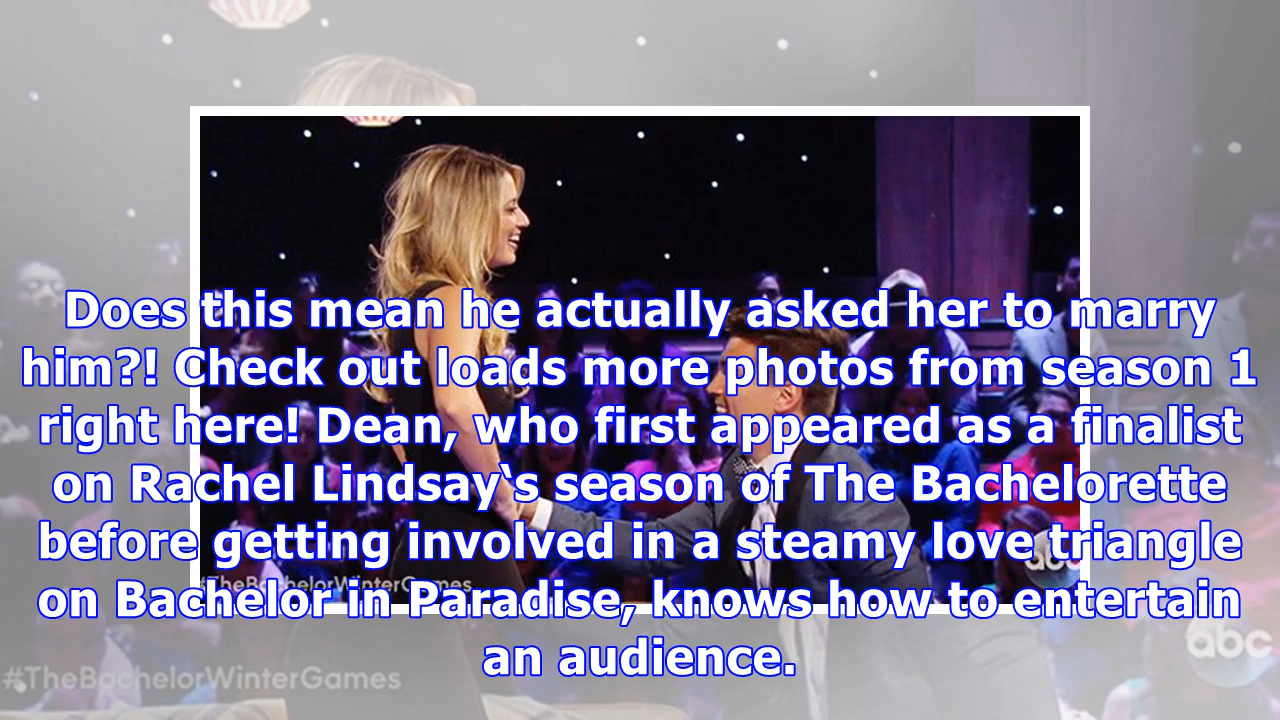 Does this mean he actually asked her to marry
him?! Check out loads more photos from season 1
right here! Dean, who first appeared as a finalist
on Rachel Lindsay`s season of The Bachelorette
before getting involved in a steamy love triangle
on Bachelor in Paradise, knows how to entertain
an audience.
abc
#TheBachelorWinterGames
abc
#TheBachelorWinterGames